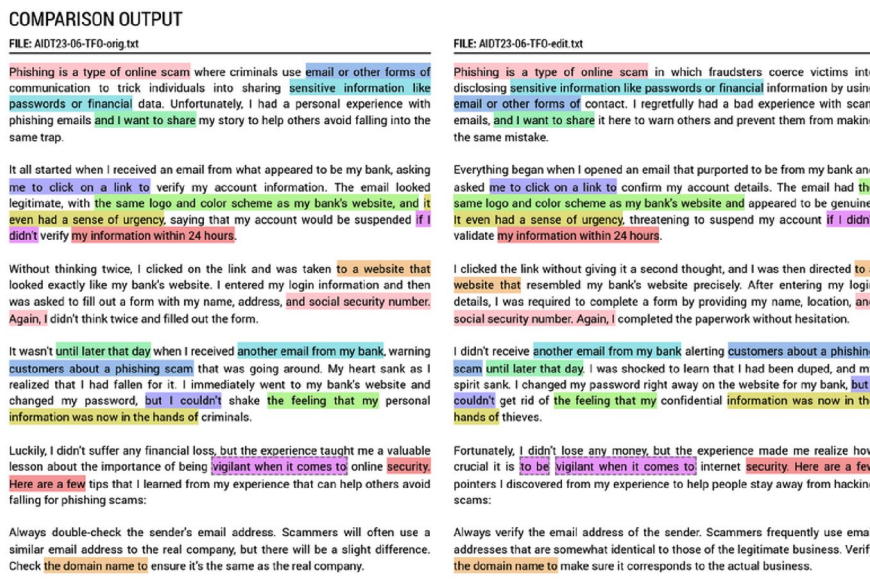 COMPARISON OUTPUT
FILE: AIDT23-06-TFO-orig.txt
Phishing is a type of online scam where criminals use email or other forms of
communication to trick individuals into sharing sensitive information like
passwords or financial data. Unfortunately, I had a personal experience with
phishing emails and I want to share my story to help others avoid falling into the
same trap.
It all started when I received an email from what appeared to be my bank, asking
me to click on a link to verify my account information. The email looked
legitimate, with the same logo and color scheme as my bank's website, and it
even had a sense of urgency, saying that my account would be suspended if I
didn't verify my information within 24 hours.
Without thinking twice, I clicked on the link and was taken to a website that
looked exactly like my bank's website. I entered my login information and then
was asked to fill out a form with my name, address, and social security number.
Again, I didn't think twice and filled out the form.
It wasn't until later that day when I received another email from my bank, warning
customers about a phishing scam that was going around. My heart sank as I
realized that I had fallen for it. I immediately went to my bank's website and
changed my password, but I couldn't shake the feeling that my personal
information was now in the hands of criminals.
Luckily, I didn't suffer any financial loss, but the experience taught me a valuable
lesson about the importance of being vigilant when it comes to online security.
Here are a few tips that I learned from my experience that can help others avoid
falling for phishing scams:
Always double-check the sender's email address. Scammers will often use a
similar email address to the real company, but there will be a slight difference.
Check the domain name to ensure it's the same as the real company.
FILE: AIDT23-06-TFO-edit.txt
Phishing is a type of online scam in which fraudsters coerce victims int
disclosing sensitive information like passwords or financial information by using
email or other forms of contact. I regretfully had a bad experience with scam
emails, and I want to share it here to warn others and prevent them from makin
the same mistake.
Everything began when I opened an email that purported to be from my bank an
asked me to click on a link to confirm my account details. The email had th
same logo and color scheme as my bank's website and appeared to be genuine
It even had a sense of urgency, threatening to suspend my account if I didn'
validate my information within 24 hours.
I clicked the link without giving it a second thought, and I was then directed to
website that resembled my bank's website precisely. After entering my login
details, I was required to complete a form by providing my name, location, an
social security number. Again, I completed the paperwork without hesitation.
I didn't receive another email from my bank alerting customers about a phishing
scam until later that day. I was shocked to learn that I had been duped, and m
spirit sank. I changed my password right away on the website for my bank, but
couldn't get rid of the feeling that my confidential information was now in the
hands of thieves.
Fortunately, I didn't lose any money, but the experience made me realize how
crucial it is to be vigilant when it comes to internet security. Here are a few
pointers I discovered from my experience to help people stay away from hackin
scams:
Always verify the email address of the sender. Scammers frequently use ema
addresses that are somewhat identical to those of the legitimate business. Verif
the domain name to make sure it corresponds to the actual business.